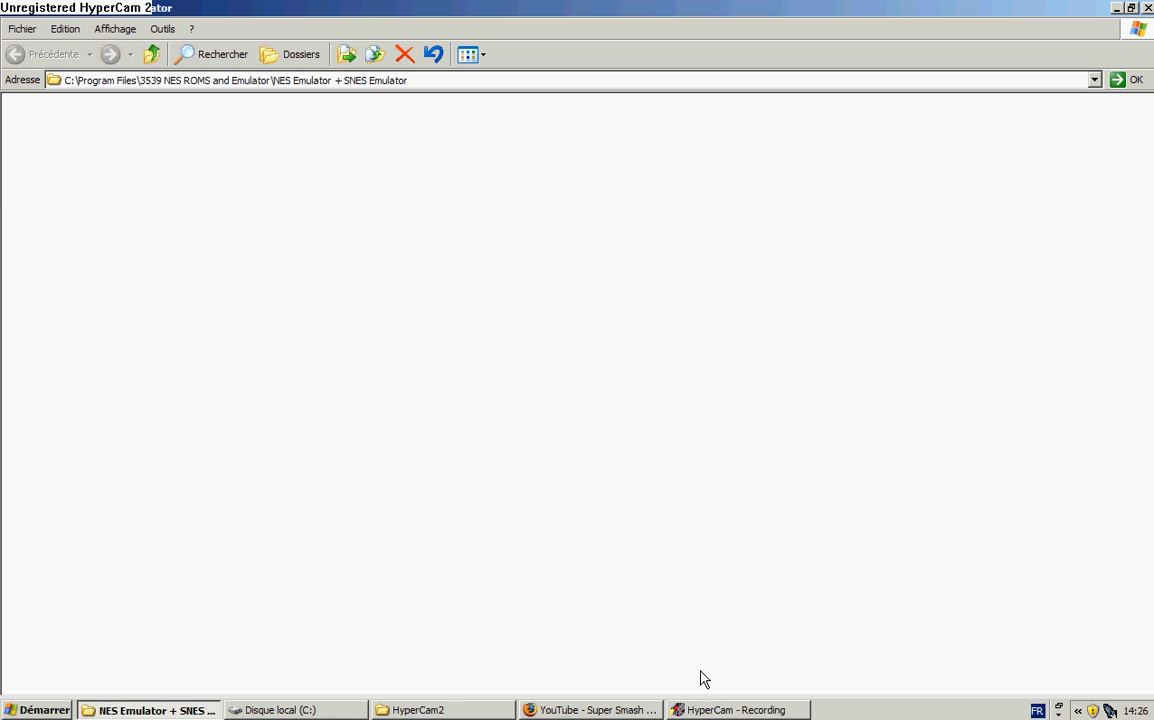 Unregistered HyperCam 2ator
Fichier Edition Affichage Outils ?
Précédente Rechercher Dossiers
Adresse C:\Program Files\3539 NES ROMS and Emulator\NES Emulator + SNES Emulator OK
Démarrer NES Emulator + SNES ... Disque local (C:) HyperCam2 YouTube - Super Smash ... HyperCam - Recording FR « 14:26